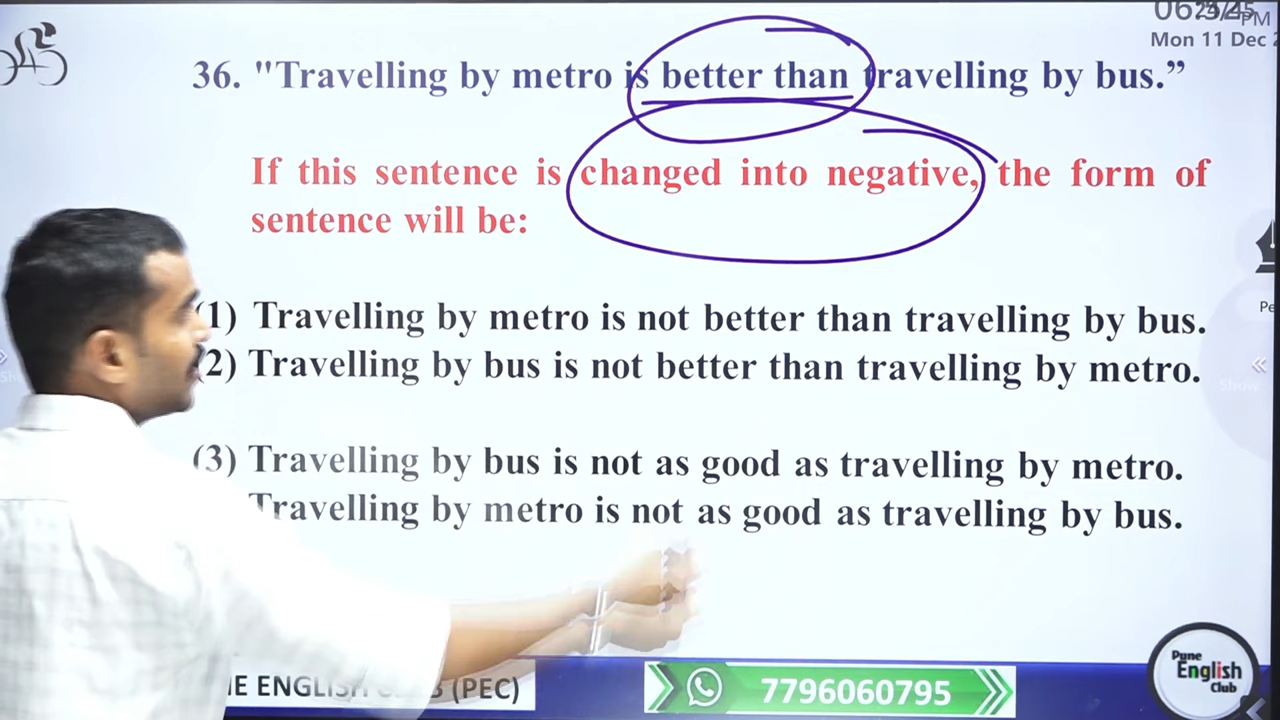 PM
Mon 11 Dec
36. "Travelling by metro is better than travelling by bus.”
If this sentence is changed into negative, the form of
sentence will be:
(1) Travelling by metro is not better than travelling by bus.
(2) Travelling by bus is not better than travelling by metro.
Show
(3) Travelling by bus is not as good as travelling by metro.
Travelling by metro is not as good as travelling by bus.
ENGLISH (PEC)
7796060795
Pune
English
Club